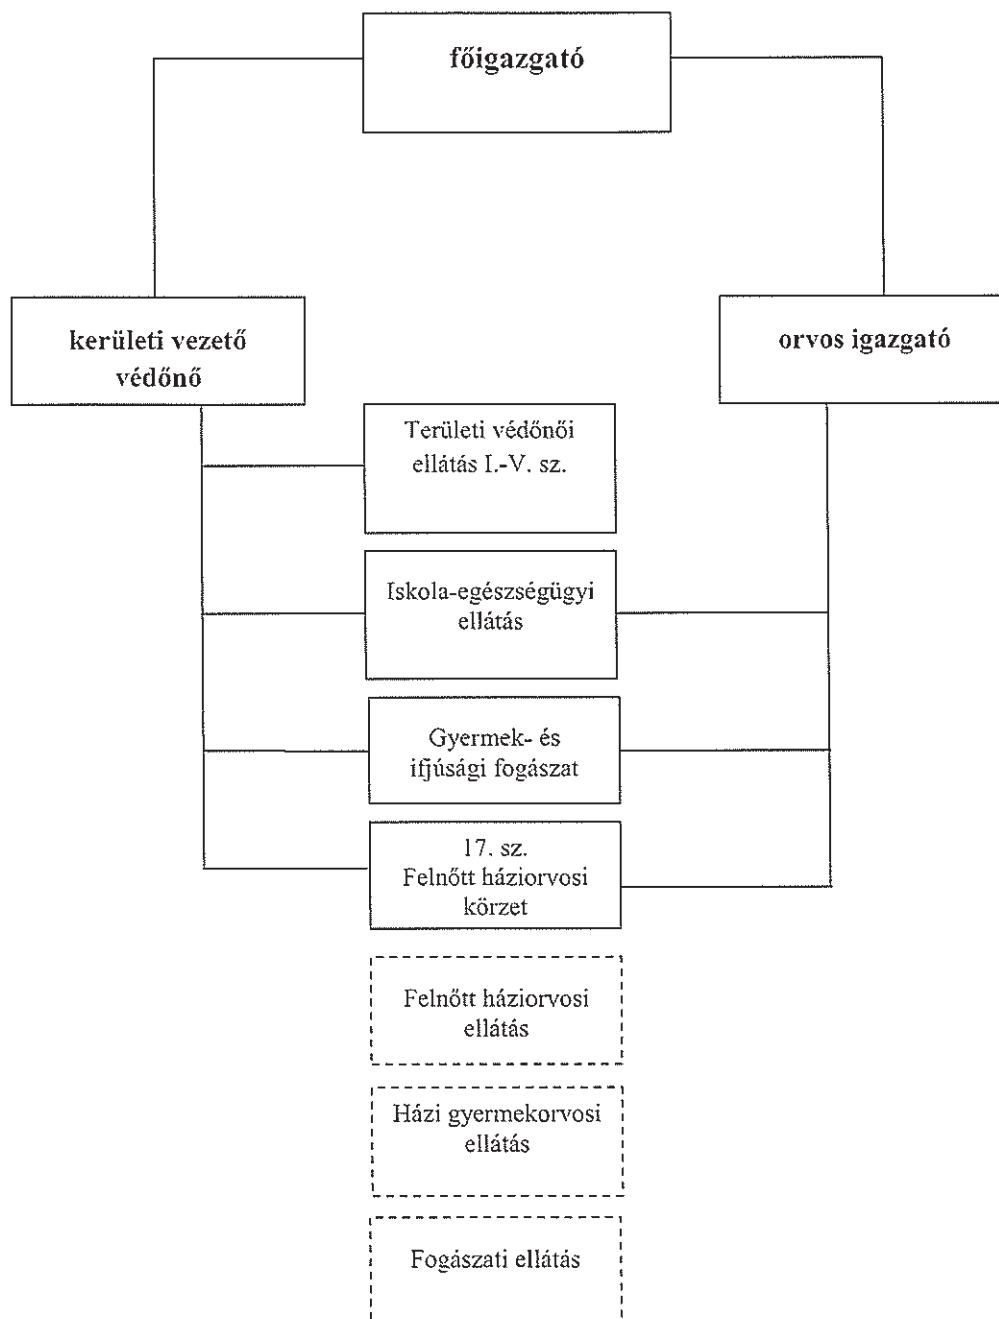 főigazgató
kerületi vezető
védőnő
orvos igazgató
Területi védőnői
ellátás I.-V. sz.
Iskola-egészségügyi
ellátás
Gyermek- és
ifjúsági fogászat
17. sz.
Felnőtt háziorvosi
körzet
Felnőtt háziorvosi
ellátás
Házi gyermekorvosi
ellátás
Fogászati ellátás